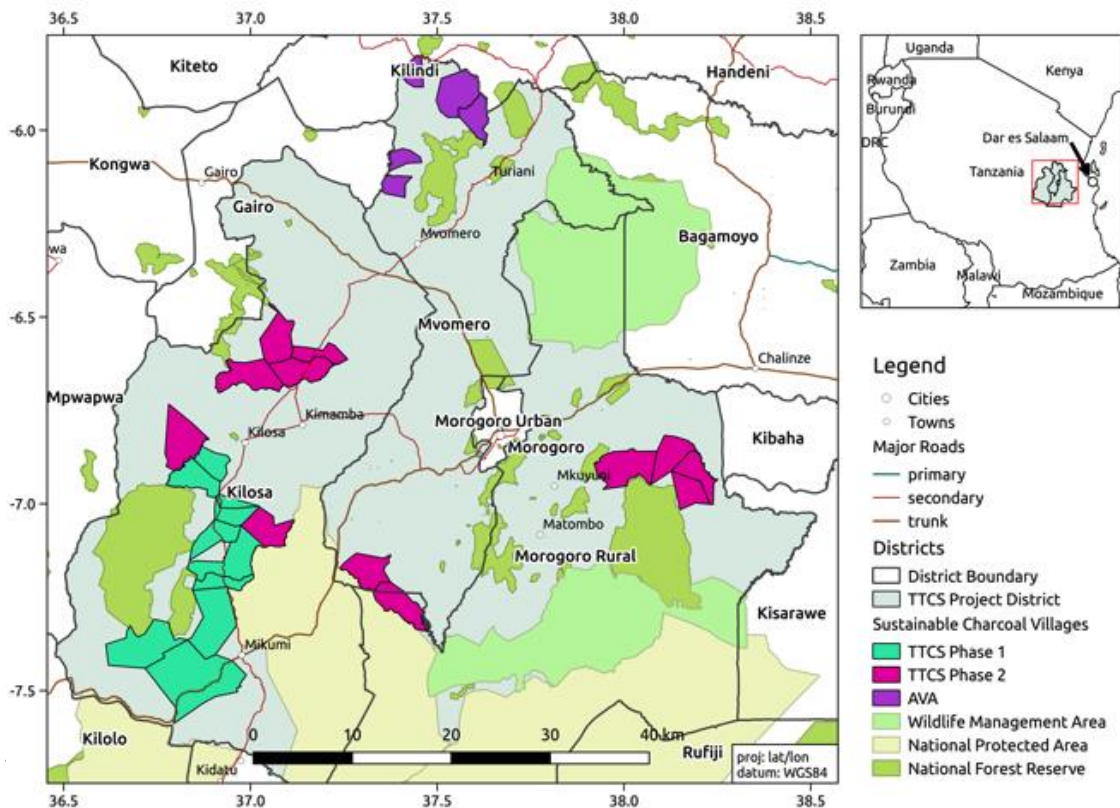 36.5
37.0
37.5
38.0
38.5
Uganda
Kenya
Rwanda
Burundi
DRC
Dar es Salaam
Tanzania
Zambia
Malawi
Mozambique
Kiteto
Kilindi
Handeni
-6.0
Kongwa
Gairo
Turiani
Gairo
Mvomero
Bagamoyo
wa
-6.5
Mvomero
Chalinze
Mpwapwa
Kimamba
Morogoro Urban
Kilosa
Morogoro
Kibaha
Mkuyuni
Kilosa
-7.0
Matombo
Morogoro Rural
Kisarawe
Mikumi
-7.5
Kilolo
0
10
20
30
40 km
Rufiji
proj: lat/lon
datum: WGS84
Kidatu
36.5
37.0
37.5
38.0
38.5
Legend
Cities
Towns
Major Roads
primary
secondary
trunk
Districts
District Boundary
TTCS Project District
Sustainable Charcoal Villages
TTCS Phase 1
TTCS Phase 2
AVA
Wildlife Management Area
National Protected Area
National Forest Reserve